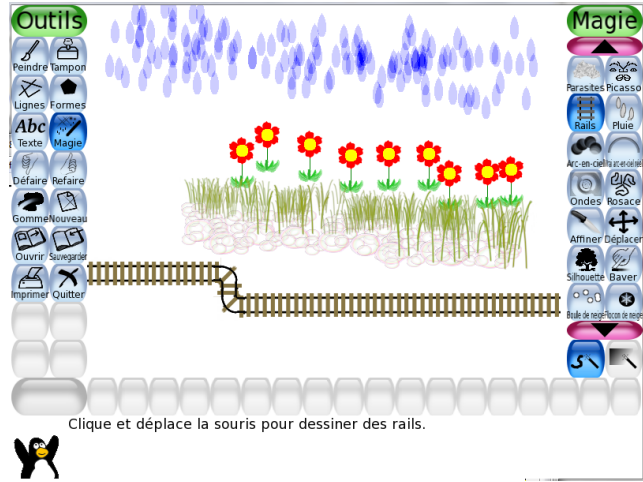 Outils
Magie
Peindre Tampon
Lignes Formes
Abc
Texte Magie
Défaire Refaire
Gomme Nouveau
Ouvrir Sauvegarder
Imprimer Quitter
Parasites Picasso
Rails Pluie
Arc-en-ciel
Ondes Rosace
Affiner Déplacer
Silhouette Baver
Boule de neige Flocon de neige
Clique et déplace la souris pour dessiner des rails.